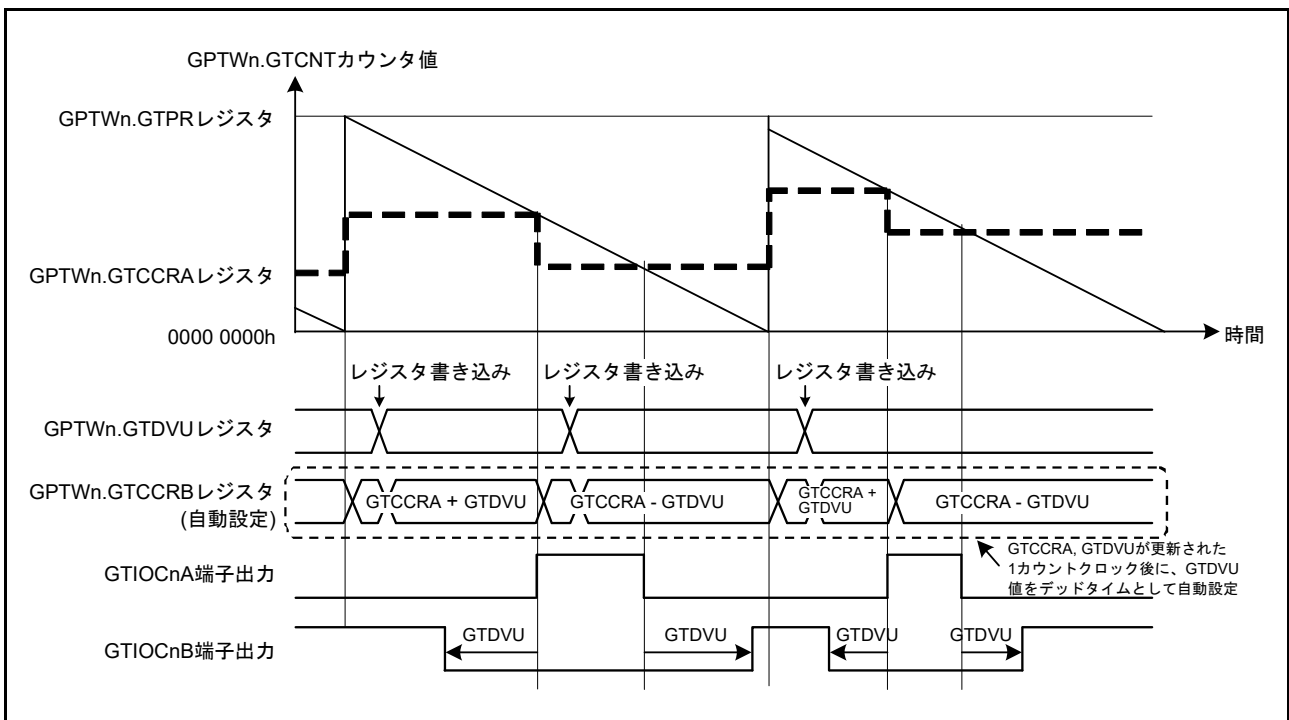 GPTWn.GTCNTカウンタ値
GPTWn.GTPRレジスタ
GPTWn.GTCCRAレジスタ
0000 0000h
時間
レジスタ書き込み
レジスタ書き込み
レジスタ書き込み
GPTWn.GTDVUレジスタ
GPTWn.GTCCRBレジスタ
(自動設定)
GTCCRA + GTDVU
GTCCRA - GTDVU
GTCCRA +
GTDVU
GTCCRA - GTDVU
GTCCRA, GTDVUが更新された
1カウントクロック後に、GTDVU
値をデッドタイムとして自動設定
GTIOCnA端子出力
GTIOCnB端子出力
GTDVU
GTDVU
GTDVU
GTDVU